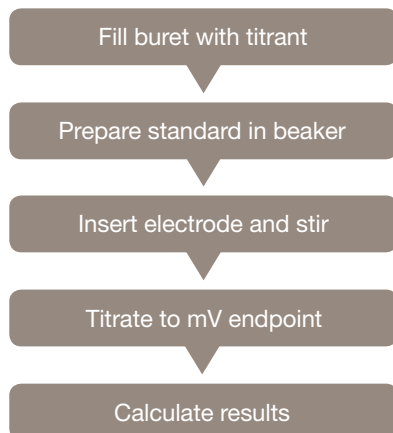 Fill buret with titrant
Prepare standard in beaker
Insert electrode and stir
Titrate to mV endpoint
Calculate results